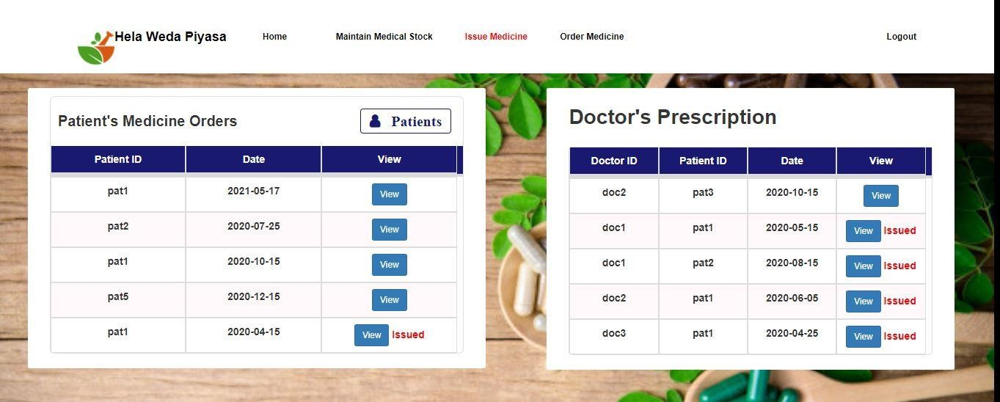 Hela Weda Piyasa Home Maintain Medical Stock Issue Medicine Order Medicine Logout
Patient's Medicine Orders Patients
Patient ID Date View
pat1 2021-05-17 View
pat2 2020-07-25 View
pat1 2020-10-15 View
pat5 2020-12-15 View
pat1 2020-04-15 View Issued
Doctor's Prescription
Doctor ID Patient ID Date View
doc2 pat3 2020-10-15 View
doc1 pat1 2020-05-15 View Issued
doc1 pat2 2020-08-15 View Issued
doc2 pat1 2020-06-05 View Issued
doc3 pat1 2020-04-25 View Issued